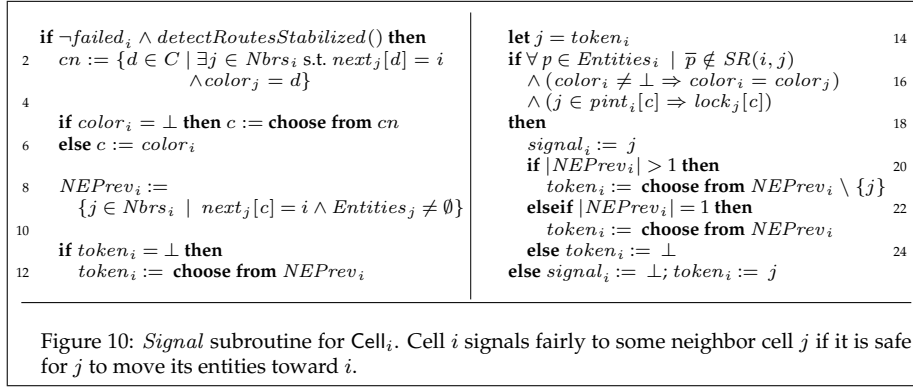 if ¬failed_i ∧ detectRoutesStabilized() then
2 cn := {d ∈ C | ∃j ∈ Nbrs_i s.t. next_j[d] = i
∧color_j = d}
4
if color_i = ⊥ then c := choose from cn
6 else c := color_i
8 NEPrev_i :=
{j ∈ Nbrs_i | next_j[c] = i ∧ Entities_j ≠ ∅}
10
if token_i = ⊥ then
12 token_i := choose from NEPrev_i
let j = token_i 14
if ∀ p ∈ Entities_i | p̅ ∉ SR(i, j)
∧ (color_i ≠ ⊥ ⇒ color_i = color_j) 16
∧ (j ∈ pint_i[c] ⇒ lock_j[c])
then 18
signal_i := j
if |NEPrev_i| > 1 then 20
token_i := choose from NEPrev_i \ {j}
elseif |NEPrev_i| = 1 then 22
token_i := choose from NEPrev_i
else token_i := ⊥ 24
else signal_i := ⊥; token_i := j
Figure 10: Signal subroutine for Cell_i. Cell i signals fairly to some neighbor cell j if it is safe
for j to move its entities toward i.